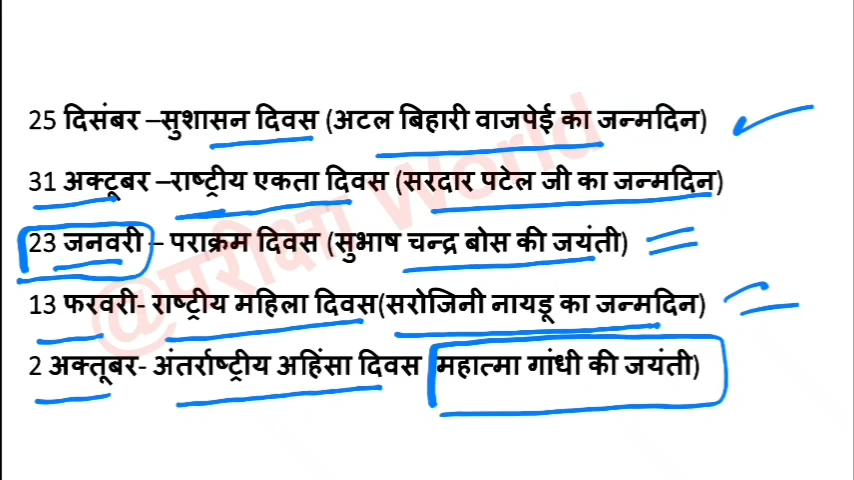 25 दिसंबर –सुशासन दिवस (अटल बिहारी वाजपेई का जन्मदिन)
31 अक्टूबर –राष्ट्रीय एकता दिवस (सरदार पटेल जी का जन्मदिन)
23 जनवरी – पराक्रम दिवस (सुभाष चन्द्र बोस की जयंती)
13 फरवरी- राष्ट्रीय महिला दिवस(सरोजिनी नायडू का जन्मदिन)
2 अक्तूबर- अंतर्राष्ट्रीय अहिंसा दिवस महात्मा गांधी की जयंती)
@परीक्षा World